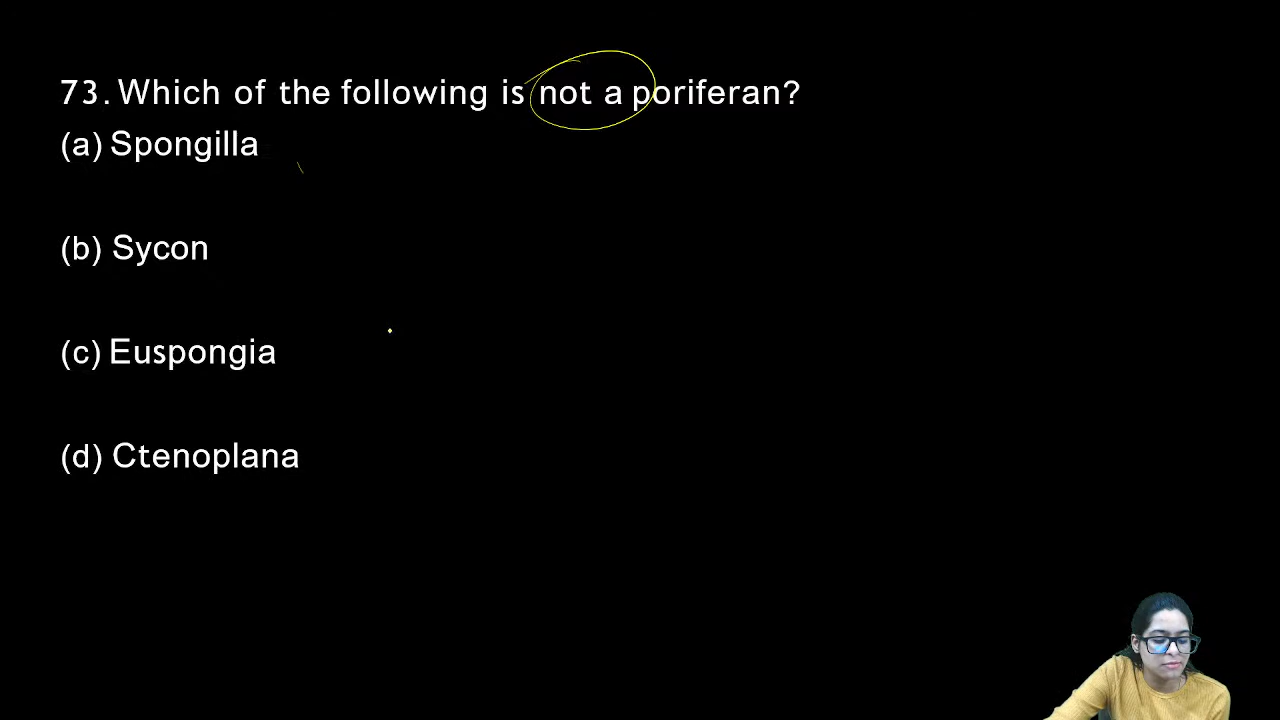 73. Which of the following is not a poriferan?
(a) Spongilla
(b) Sycon
(c) Euspongia
(d) Ctenoplana